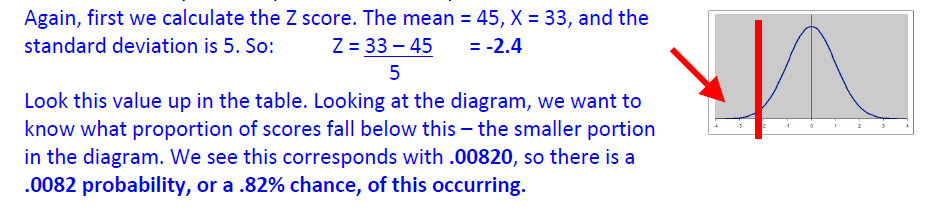 Again, first we calculate the Z score. The mean = 45, X = 33, and the
standard deviation is 5. So: Z = 33 – 45 = -2.4
5
Look this value up in the table. Looking at the diagram, we want to
know what proportion of scores fall below this – the smaller portion
in the diagram. We see this corresponds with .00820, so there is a
.0082 probability, or a .82% chance, of this occurring.
-4 -3 -2 -1 0 1 2 3 4